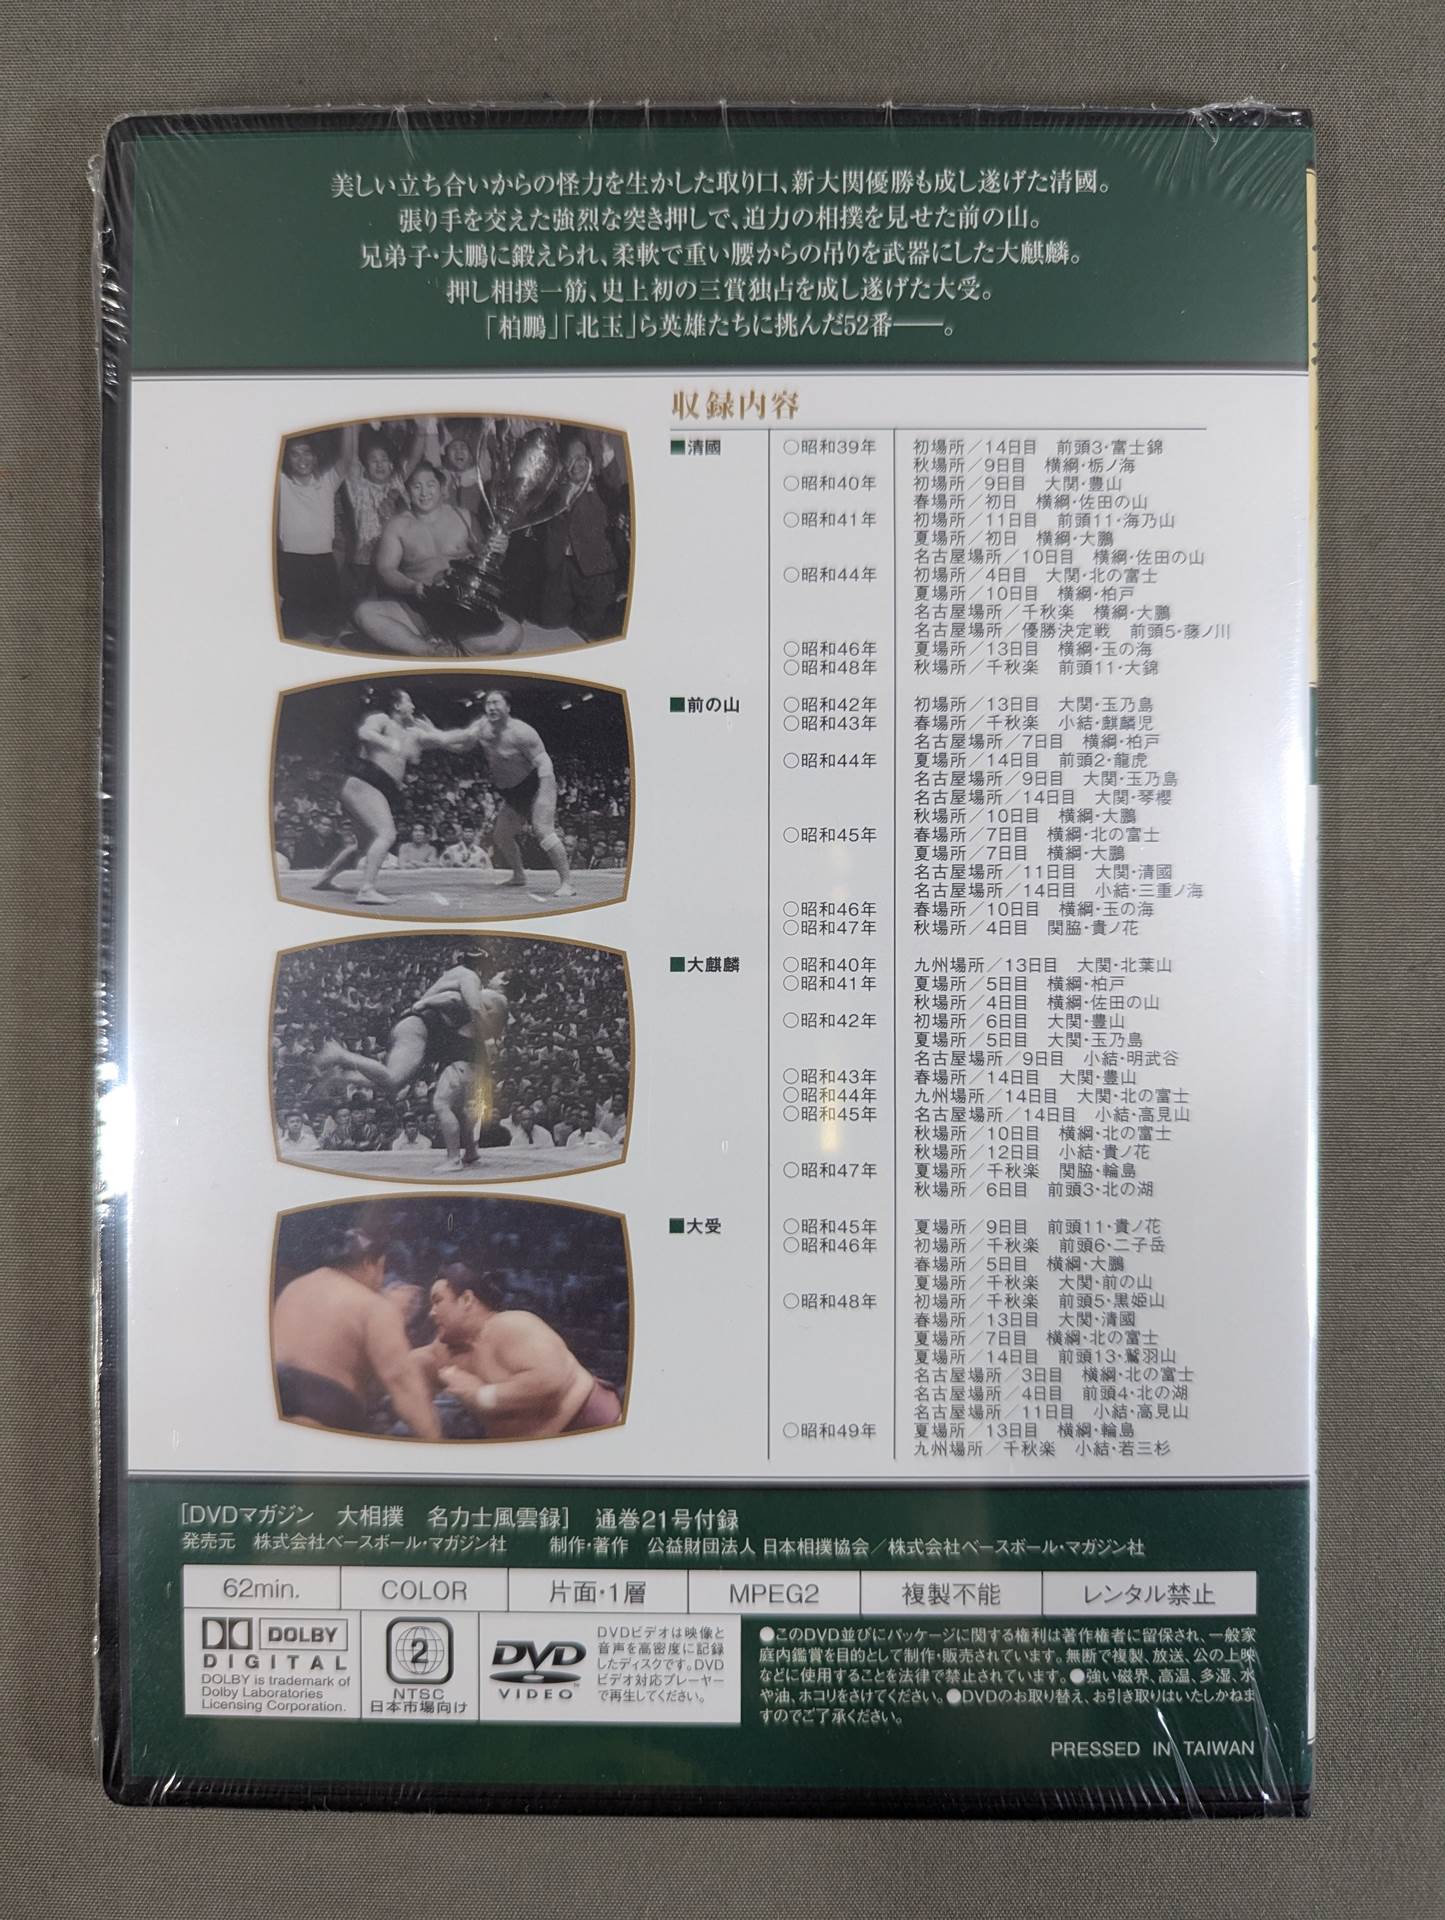 美しい立ち合いからの怪力を生かした取り口、新大関優勝も成し遂げた清國。
張り手を交えた強烈な突き押しで、迫力の相撲を見せた前の山。
兄弟子・大鵬に鍛えられ、柔軟で重い腰からの吊りを武器にした大麒麟。
押し相撲一筋、史上初の三賞独占を成し遂げた大受。
「柏鵬」「北玉」ら英雄たちに挑んだ52番――。
収録内容
■清國 ○昭和39年 初場所／14日目 前頭3・富士錦
秋場所／9日目 横綱・栃ノ海
○昭和40年 初場所／9日目 大関・豊山
春場所／初日 横綱・佐田の山
○昭和41年 初場所／11日目 前頭11・海乃山
夏場所／初日 横綱・大鵬
名古屋場所／10日目 横綱・佐田の山
○昭和44年 初場所／4日目 大関・北の富士
夏場所／10日目 横綱・柏戸
名古屋場所／千秋楽 横綱・大鵬
名古屋場所／優勝決定戦 前頭5・藤ノ川
○昭和46年 夏場所／13日目 横綱・玉の海
○昭和48年 秋場所／千秋楽 前頭11・大錦
■前の山 ○昭和42年 初場所／13日目 大関・玉乃島
○昭和43年 春場所／千秋楽 小結・麒麟児
名古屋場所／7日目 横綱・柏戸
○昭和44年 夏場所／14日目 前頭2・龍虎
名古屋場所／9日目 大関・玉乃島
名古屋場所／14日目 大関・琴櫻
秋場所／10日目 横綱・大鵬
○昭和45年 春場所／7日目 横綱・北の富士
夏場所／7日目 横綱・大鵬
名古屋場所／11日目 大関・清國
名古屋場所／14日目 小結・三重ノ海
○昭和46年 春場所／10日目 横綱・玉の海
○昭和47年 秋場所／4日目 関脇・貴ノ花
■大麒麟 ○昭和40年 九州場所／13日目 大関・北葉山
○昭和41年 夏場所／5日目 横綱・柏戸
秋場所／4日目 横綱・佐田の山
○昭和42年 初場所／6日目 大関・豊山
夏場所／5日目 大関・玉乃島
名古屋場所／9日目 小結・明武谷
○昭和43年 春場所／14日目 大関・豊山
○昭和44年 九州場所／14日目 大関・北の富士
○昭和45年 名古屋場所／14日目 小結・高見山
秋場所／10日目 横綱・北の富士
秋場所／12日目 小結・貴ノ花
○昭和47年 夏場所／千秋楽 関脇・輪島
秋場所／6日目 前頭3・北の湖
■大受 ○昭和45年 夏場所／9日目 前頭11・貴ノ花
○昭和46年 初場所／千秋楽 前頭6・二子岳
春場所／5日目 横綱・大鵬
夏場所／千秋楽 大関・前の山
○昭和48年 初場所／千秋楽 前頭5・黒姫山
春場所／13日目 大関・清國
夏場所／7日目 横綱・北の富士
夏場所／14日目 前頭13・鷲羽山
名古屋場所／3日目 横綱・北の富士
名古屋場所／4日目 前頭4・北の湖
名古屋場所／11日目 小結・高見山
○昭和49年 夏場所／13日目 横綱・輪島
九州場所／千秋楽 小結・若三杉
［DVDマガジン 大相撲 名力士風雲録］ 通巻21号付録
発売元 株式会社ベースボール・マガジン社 制作・著作 公益財団法人 日本相撲協会／株式会社ベースボール・マガジン社
62min. COLOR 片面・1層 MPEG2 複製不能 レンタル禁止
DOLBY
DIGITAL
DOLBY is trademark of
Dolby Laboratories
Licensing Corporation.
2
NTSC
日本市場向け
DVD
VIDEO
DVDビデオは映像と
音声を高密度に記録
したディスクです。DVD
ビデオ対応プレーヤー
で再生してください。
●このDVD並びにパッケージに関する権利は著作権者に留保され、一般家
庭内鑑賞を目的として制作・販売されています。無断で複製、放送、公の上映
などに使用することを法律で禁止されています。●強い磁界、高温、多湿、水
や油、ホコリをさけてください。●DVDのお取り替え、お引き取りはいたしかねま
すのでご了承ください。
PRESSED IN TAIWAN